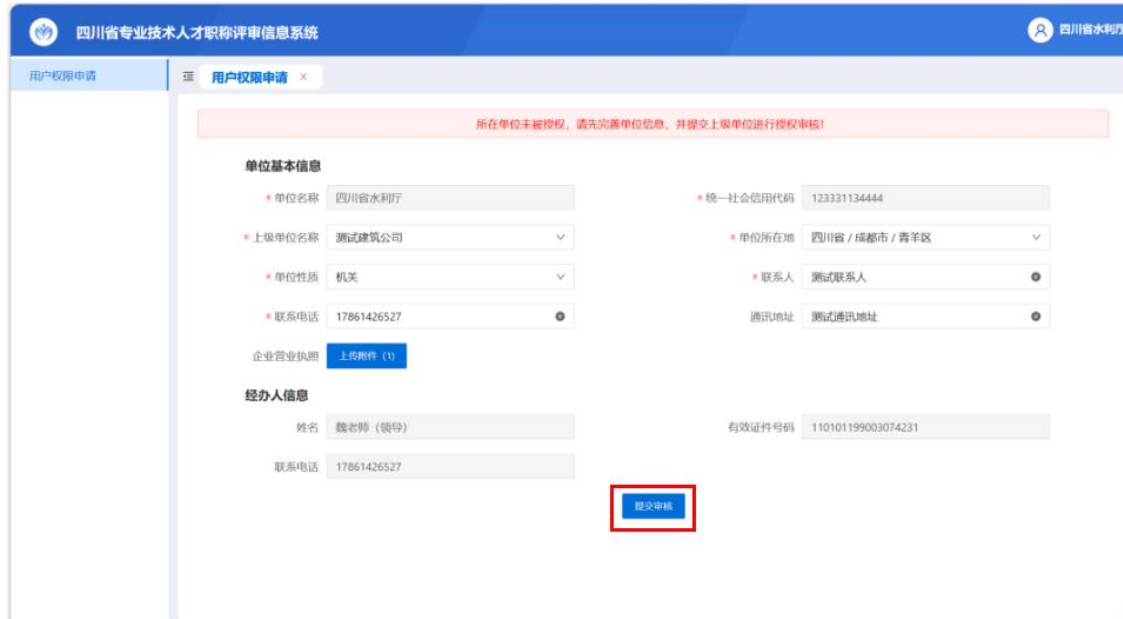 四川省专业技术人才职称评审信息系统
四川省水利厅
用户权限申请
用户权限申请 ×
所在单位未被授权，请先完善单位信息，并提交上级单位进行授权审核!
单位基本信息
* 单位名称 四川省水利厅 * 统一社会信用代码 123331134444
* 上级单位名称 测试建筑公司 * 单位所在地 四川省 / 成都市 / 青羊区
* 单位性质 机关 * 联系人 测试联系人
* 联系电话 17861426527 通讯地址 测试通讯地址
企业营业执照 上传附件 (1)
经办人信息
姓名 魏老师（领导） 有效证件号码 110101199003074231
联系电话 17861426527
提交审核